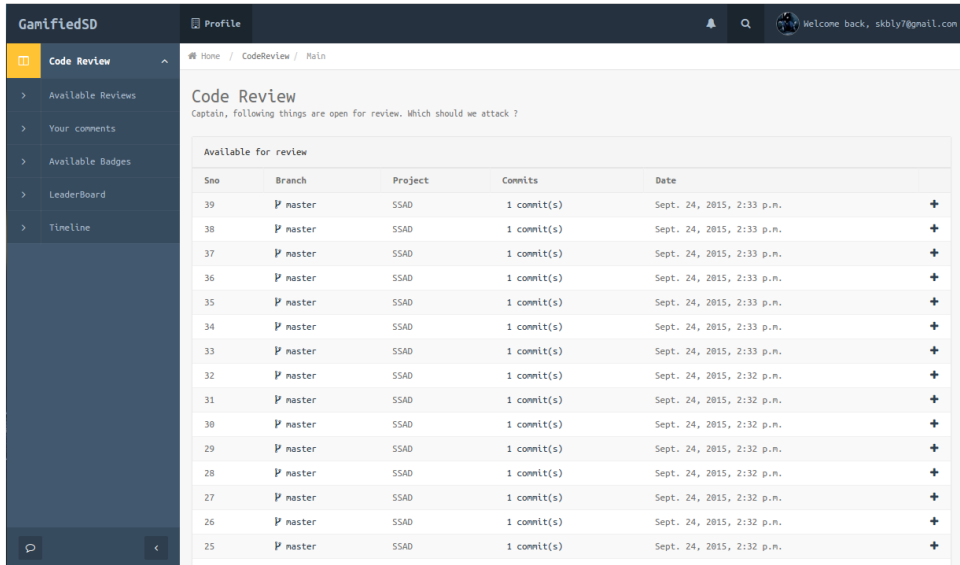 GamifiedSD
Profile
Welcome back, skbly7@gmail.com
Code Review
Available Reviews
Your comments
Available Badges
LeaderBoard
Timeline
Home / CodeReview / Main
Code Review
Captain, following things are open for review. Which should we attack ?
Available for review
Sno Branch Project Commits Date
39 master SSAD 1 commit(s) Sept. 24, 2015, 2:33 p.m.
38 master SSAD 1 commit(s) Sept. 24, 2015, 2:33 p.m.
37 master SSAD 1 commit(s) Sept. 24, 2015, 2:33 p.m.
36 master SSAD 1 commit(s) Sept. 24, 2015, 2:33 p.m.
35 master SSAD 1 commit(s) Sept. 24, 2015, 2:33 p.m.
34 master SSAD 1 commit(s) Sept. 24, 2015, 2:33 p.m.
33 master SSAD 1 commit(s) Sept. 24, 2015, 2:33 p.m.
32 master SSAD 1 commit(s) Sept. 24, 2015, 2:32 p.m.
31 master SSAD 1 commit(s) Sept. 24, 2015, 2:32 p.m.
30 master SSAD 1 commit(s) Sept. 24, 2015, 2:32 p.m.
29 master SSAD 1 commit(s) Sept. 24, 2015, 2:32 p.m.
28 master SSAD 1 commit(s) Sept. 24, 2015, 2:32 p.m.
27 master SSAD 1 commit(s) Sept. 24, 2015, 2:32 p.m.
26 master SSAD 1 commit(s) Sept. 24, 2015, 2:32 p.m.
25 master SSAD 1 commit(s) Sept. 24, 2015, 2:32 p.m.